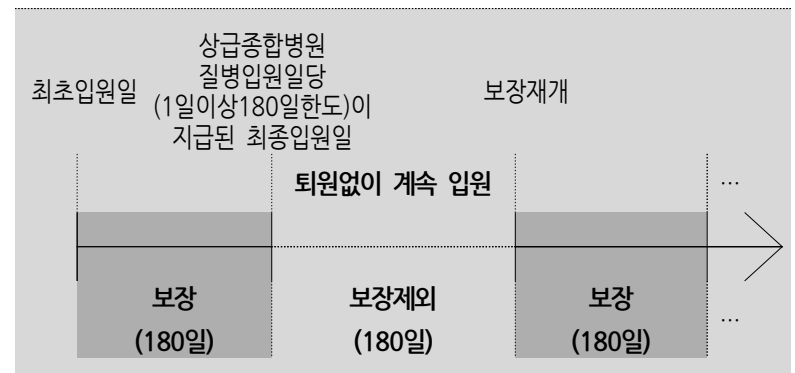 최초입원일
상급종합병원
질병입원일당
(1일이상180일한도)이
지급된 최종입원일
보장재개
퇴원없이 계속 입원
…
보장
(180일)
보장제외
(180일)
보장
(180일)
…